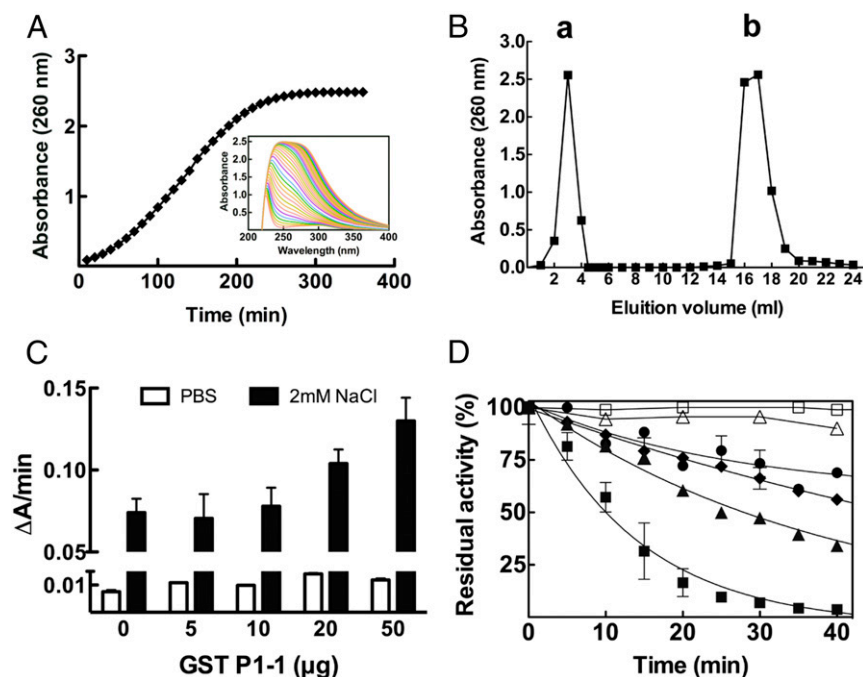 A
Absorbance (260 nm)
3
2
1
0
100
200
300
400
Time (min)
Absorbance
2.5
2.0
1.5
1.0
0.5
200
250
300
350
400
Wavelength (nm)
B
a
b
Absorbance (260 nm)
3.0
2.5
2.0
1.5
1.0
0.5
0.0
2 4 6 8 10 12 14 16 18 20 22 24
Eluition volume (ml)
C
PBS
2mM NaCl
ΔA/min
0.15
0.10
0.05
0.01
0 5 10 20 50
GST P1-1 (μg)
D
Residual activity (%)
100
75
50
25
0 10 20 30 40
Time (min)